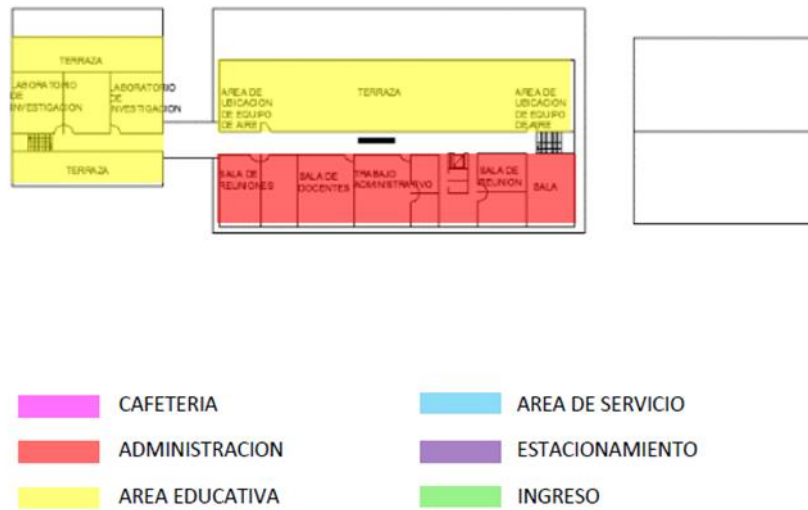 TERRAZA
LABORATORIO
DE
INVESTIGACION
LABORATORIO
DE
INVESTIGACION
TERRAZA
AREA DE
UBICACION
DE EQUIPO
DE AIRE
TERRAZA
AREA DE
UBICACION
DE EQUIPO
DE AIRE
SALA DE
REUNIONES
SALA DE
DOCENTES
TRABAJO
ADMINISTRATIVO
SALA DE
REUNION
SALA
CAFETERIA
ADMINISTRACION
AREA EDUCATIVA
AREA DE SERVICIO
ESTACIONAMIENTO
INGRESO